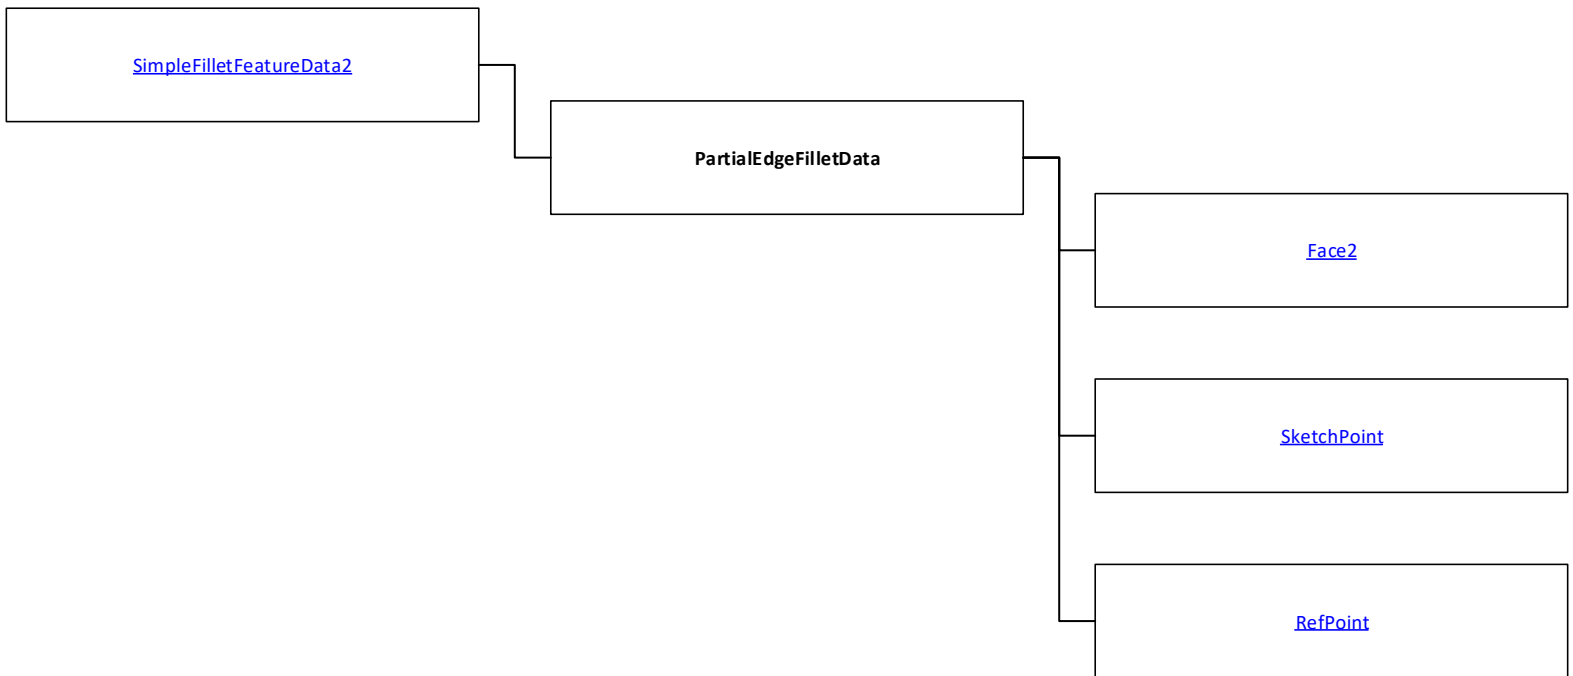 SimpleFilletFeatureData2
PartialEdgeFilletData
Face2
SketchPoint
RefPoint